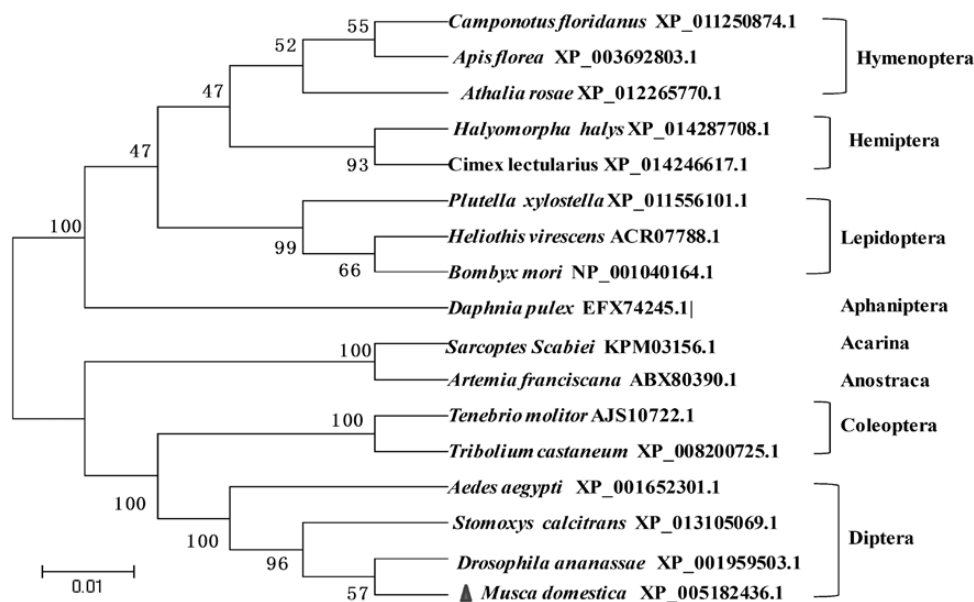 55
Camponotus floridanus XP_011250874.1
52
Apis florea XP_003692803.1
Hymenoptera
47
Athalia rosae XP_012265770.1
Halyomorpha halys XP_014287708.1
47
93
Cimex lectularius XP_014246617.1
Hemiptera
Plutella xylostella XP_011556101.1
100
99
Heliothis virescens ACR07788.1
Lepidoptera
66
Bombyx mori NP_001040164.1
Daphnia pulex EFX74245.1|
Aphaniptera
100
Sarcoptes Scabiei KPM03156.1
Acarina
Artemia franciscana ABX80390.1
Anostraca
100
Tenebrio molitor AJS10722.1
Coleoptera
Tribolium castaneum XP_008200725.1
100
Aedes aegypti XP_001652301.1
100
Stomoxys calcitrans XP_013105069.1
Diptera
96
Drosophila ananassae XP_001959503.1
57
Musca domestica XP_005182436.1
0.01